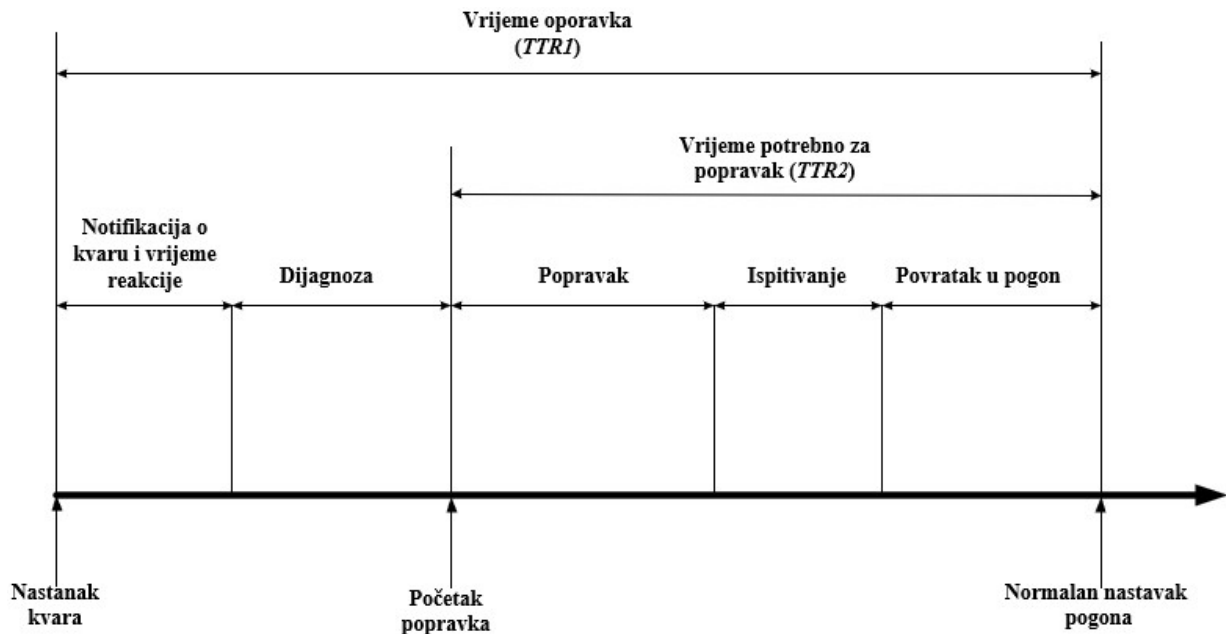 Vrijeme oporavka
(TTR1)
Vrijeme potrebno za
popravak (TTR2)
Notifikacija o
kvaru i vrijeme
reakcije
Dijagnoza
Popravak
Ispitivanje
Povratak u pogon
Nastanak
kvara
Početak
popravka
Normalan nastavak
pogona